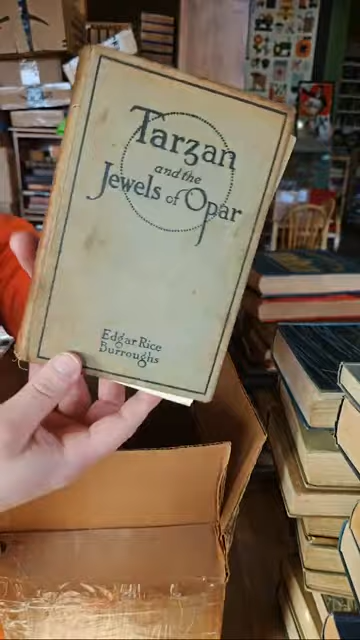 Tarzan
and the
Jewels of Opar
Edgar Rice
Burroughs